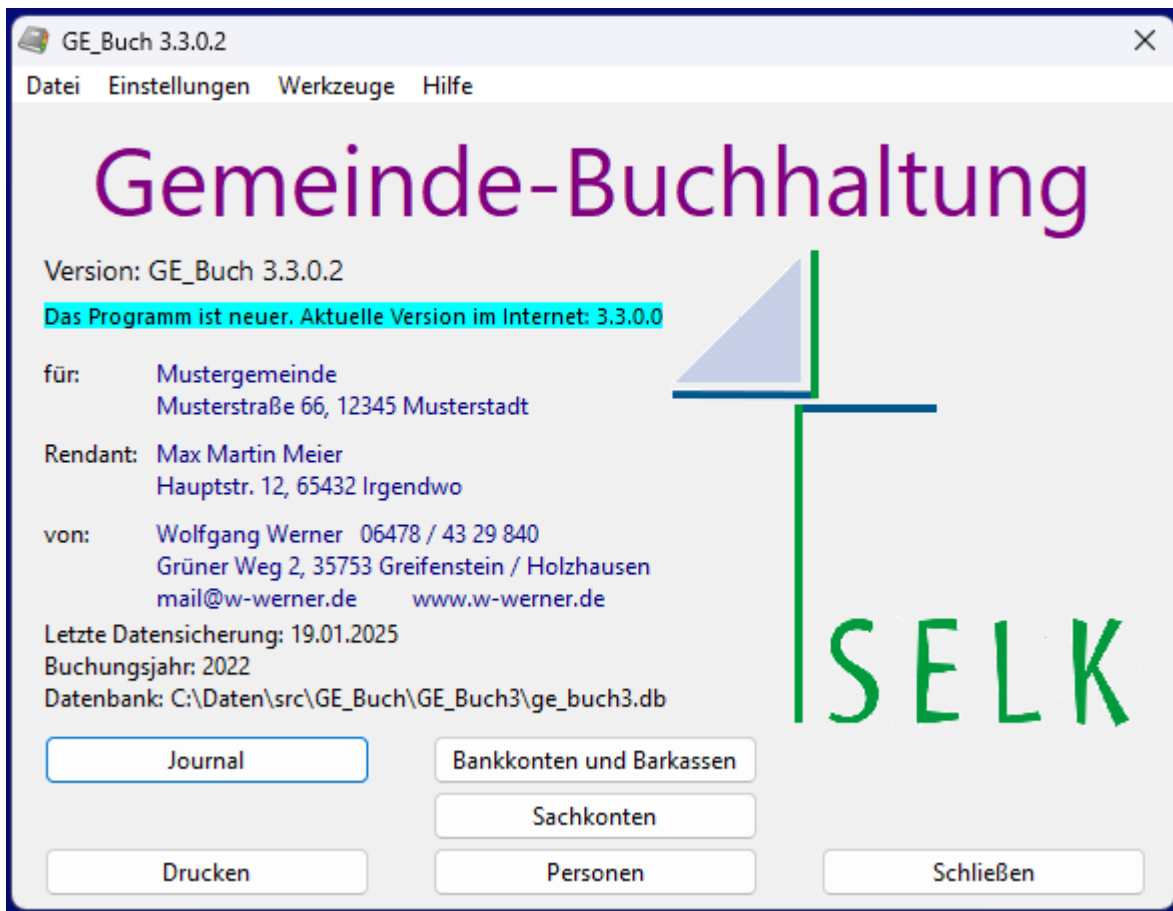 GE_Buch 3.3.0.2
Datei Einstellungen Werkzeuge Hilfe
Gemeinde-Buchhaltung
Version: GE_Buch 3.3.0.2
Das Programm ist neuer. Aktuelle Version im Internet: 3.3.0.0
für: Mustergemeinde
Musterstraße 66, 12345 Musterstadt
Rendant: Max Martin Meier
Hauptstr. 12, 65432 Irgendwo
von: Wolfgang Werner 06478 / 43 29 840
Grüner Weg 2, 35753 Greifenstein / Holzhausen
mail@w-werner.de www.w-werner.de
Letzte Datensicherung: 19.01.2025
Buchungsjahr: 2022
Datenbank: C:\Daten\src\GE_Buch\GE_Buch3\ge_buch3.db
SELK
Journal Bankkonten und Barkassen
Sachkonten
Drucken Personen Schließen